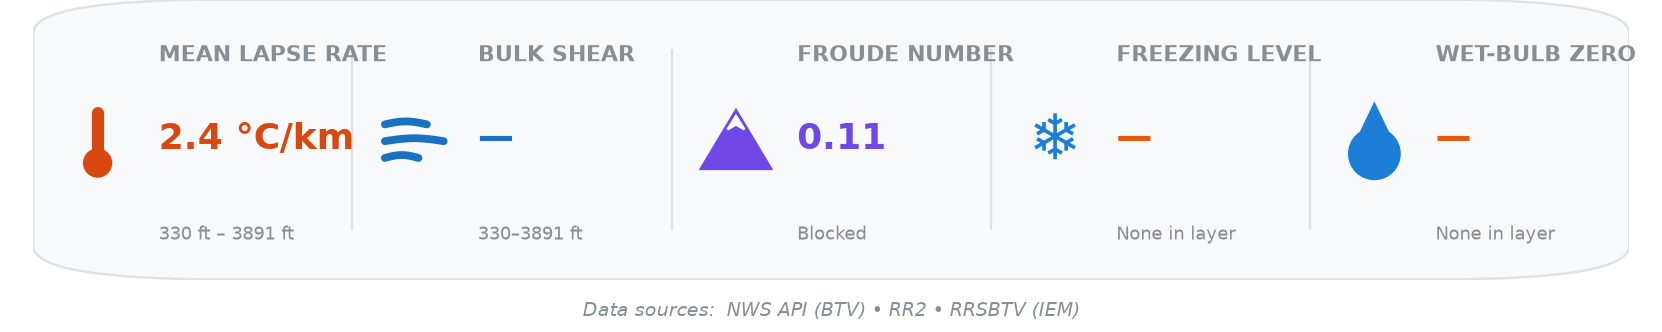 MEAN LAPSE RATE
2.4 °C/km
330 ft – 3891 ft
BULK SHEAR
—
330–3891 ft
FROUDE NUMBER
0.11
Blocked
FREEZING LEVEL
—
None in layer
WET-BULB ZERO
—
None in layer
Data sources:  NWS API (BTV) • RR2 • RRSBTV (IEM)